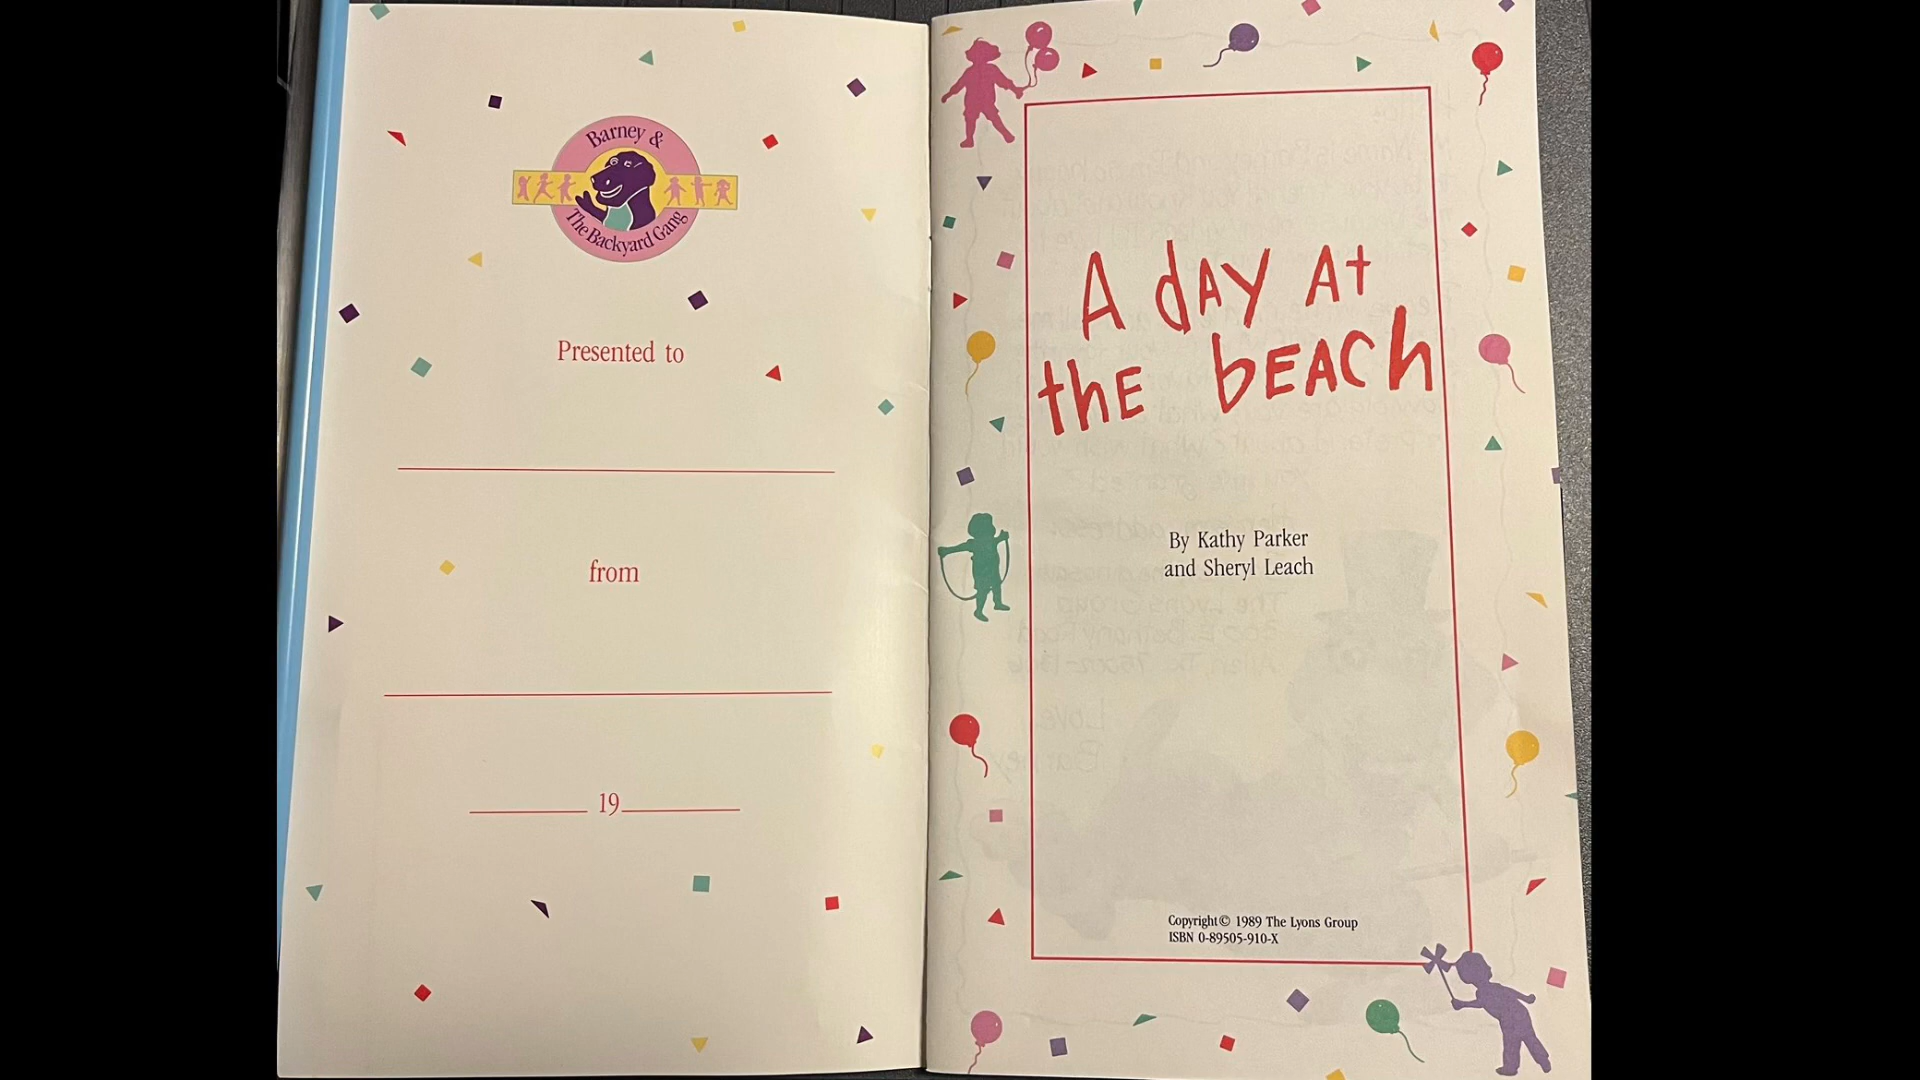 Barney &
The Backyard Gang
Presented to
from
19
A dAY At
thE bEACh
By Kathy Parker
and Sheryl Leach
Copyright© 1989 The Lyons Group
ISBN 0-89505-910-X